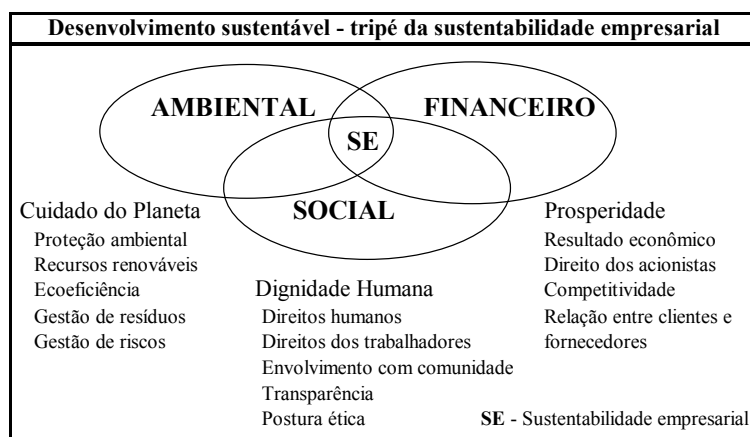 Desenvolvimento sustentável - tripé da sustentabilidade empresarial
AMBIENTAL
FINANCEIRO
SE
SOCIAL
Cuidado do Planeta
Proteção ambiental
Recursos renováveis
Ecoeficiência
Gestão de resíduos
Gestão de riscos
Dignidade Humana
Direitos humanos
Direitos dos trabalhadores
Envolvimento com comunidade
Transparência
Postura ética
Prosperidade
Resultado econômico
Direito dos acionistas
Competitividade
Relação entre clientes e
fornecedores
SE - Sustentabilidade empresarial